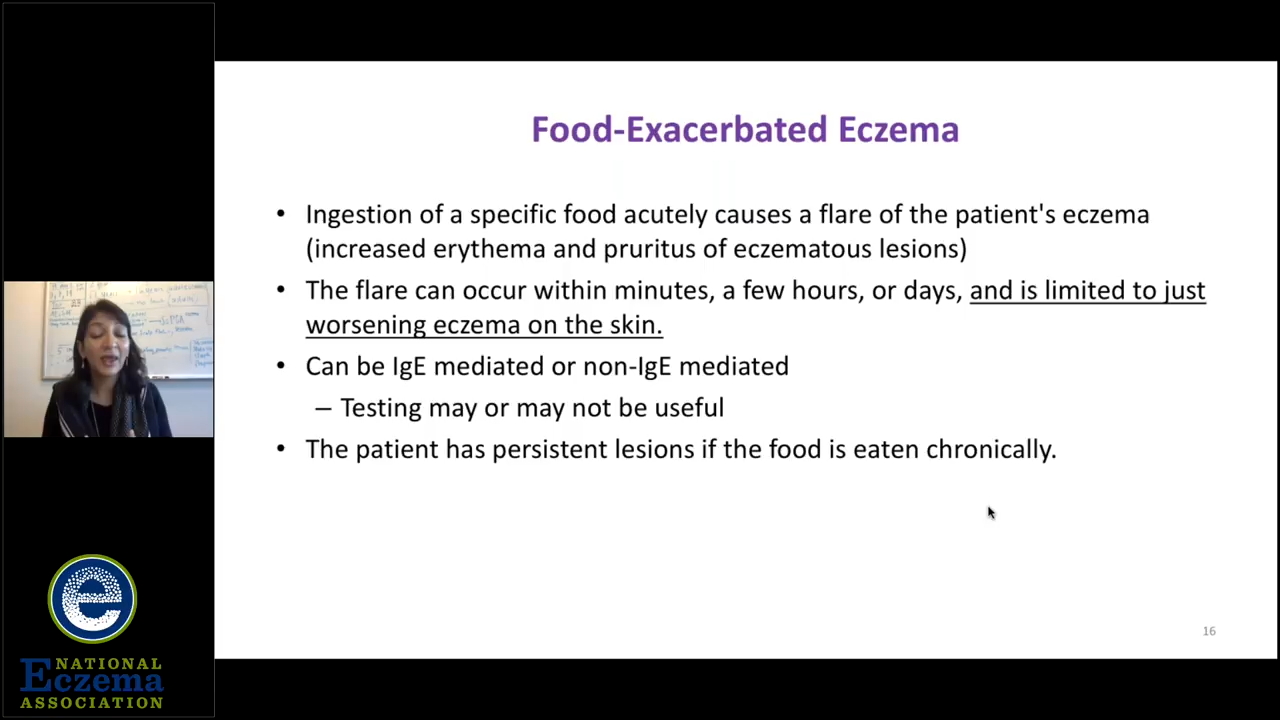 Food-Exacerbated Eczema
• Ingestion of a specific food acutely causes a flare of the patient's eczema
(increased erythema and pruritus of eczematous lesions)
• The flare can occur within minutes, a few hours, or days, and is limited to just
worsening eczema on the skin.
• Can be IgE mediated or non-IgE mediated
– Testing may or may not be useful
• The patient has persistent lesions if the food is eaten chronically.
16
e
NATIONAL
Eczema
ASSOCIATION